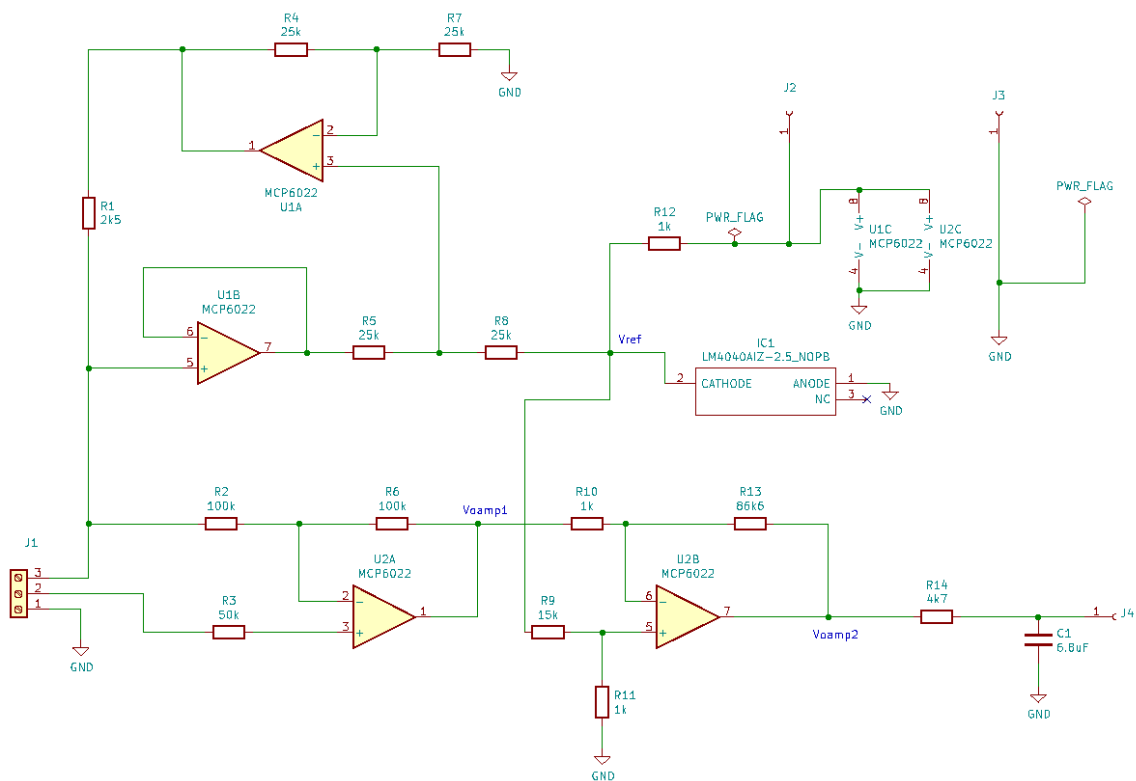 R4
25k
R7
25k
GND
2
1
3
MCP6022
U1A
J2
1
J3
1
PWR_FLAG
R1
2k5
R12
1k
PWR_FLAG
8
V+
U1C
MCP6022
V-
4
8
V+
U2C
MCP6022
V-
4
GND
GND
U1B
MCP6022
6
7
5
R5
25k
R8
25k
Vref
IC1
LM4040AIZ-2.5_NOPB
2
CATHODE
ANODE
1
NC
3
GND
R2
100k
R6
100k
Voamp1
R10
1k
R13
86k6
J1
3
2
1
GND
R3
50k
U2A
MCP6022
2
1
3
R9
15k
U2B
MCP6022
6
7
5
Voamp2
R14
4k7
1
J4
C1
6.8uF
GND
R11
1k
GND